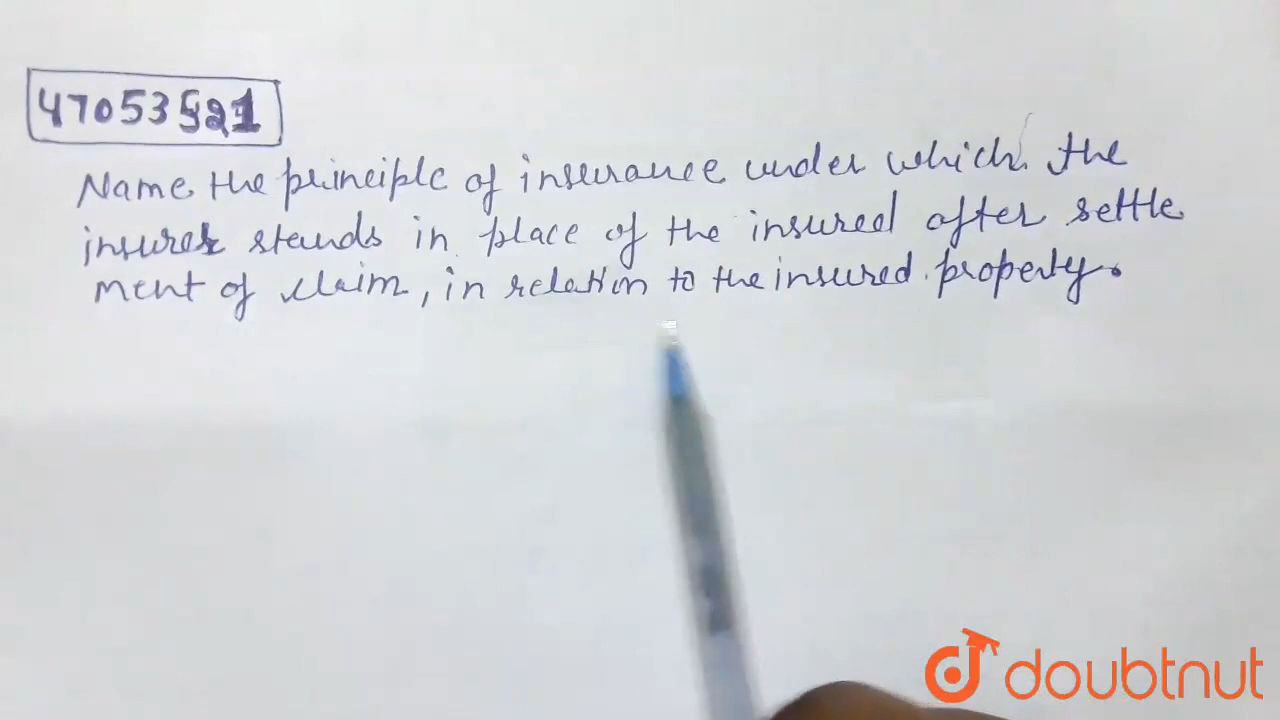 47053521
Name the principle of insurance under which the
insurer stands in place of the insured after settle
ment of claim, in relation to the insured property.
doubtnut